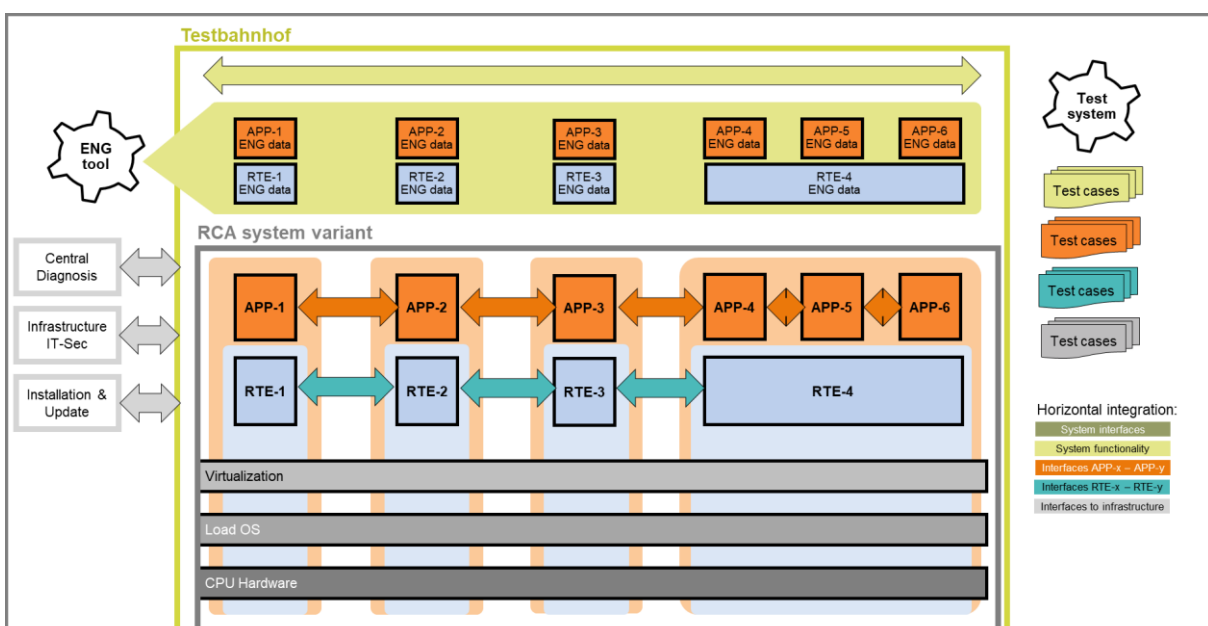 Testbahnhof
ENG
tool
APP-1
ENG data
APP-2
ENG data
APP-3
ENG data
APP-4
ENG data
APP-5
ENG data
APP-6
ENG data
RTE-1
ENG data
RTE-2
ENG data
RTE-3
ENG data
RTE-4
ENG data
Test
system
Test cases
Test cases
Test cases
Test cases
RCA system variant
Central
Diagnosis
Infrastructure
IT-Sec
Installation &
Update
APP-1
APP-2
APP-3
APP-4
APP-5
APP-6
RTE-1
RTE-2
RTE-3
RTE-4
Virtualization
Load OS
CPU Hardware
Horizontal integration:
System interfaces
System functionality
Interfaces APP-x – APP-y
Interfaces RTE-x – RTE-y
Interfaces to infrastructure